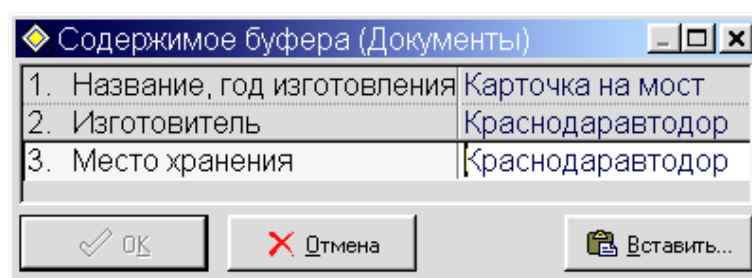 Содержимое буфера (Документы)
1. Название, год изготовления Карточка на мост
2. Изготовитель Краснодаравтодор
3. Место хранения Краснодаравтодор
OK Отмена Вставить...